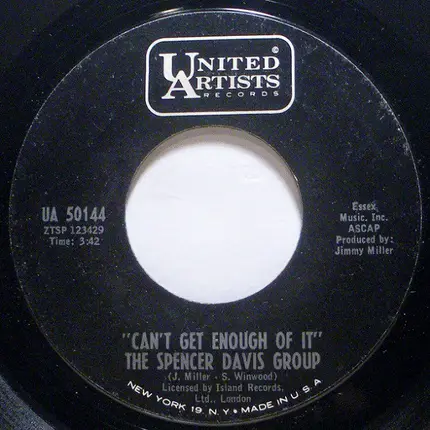 ©
UNITED
ARTISTS
RECORDS
UA 50144
ZTSP 123429
Time: 3:42
Essex
Music, Inc.
ASCAP
Produced by:
Jimmy Miller
"CAN'T GET ENOUGH OF IT"
THE SPENCER DAVIS GROUP
(J. Miller - S. Winwood)
Licensed by Island Records,
Ltd., London
NEW YORK 19, N.Y. • MADE IN U.S.A